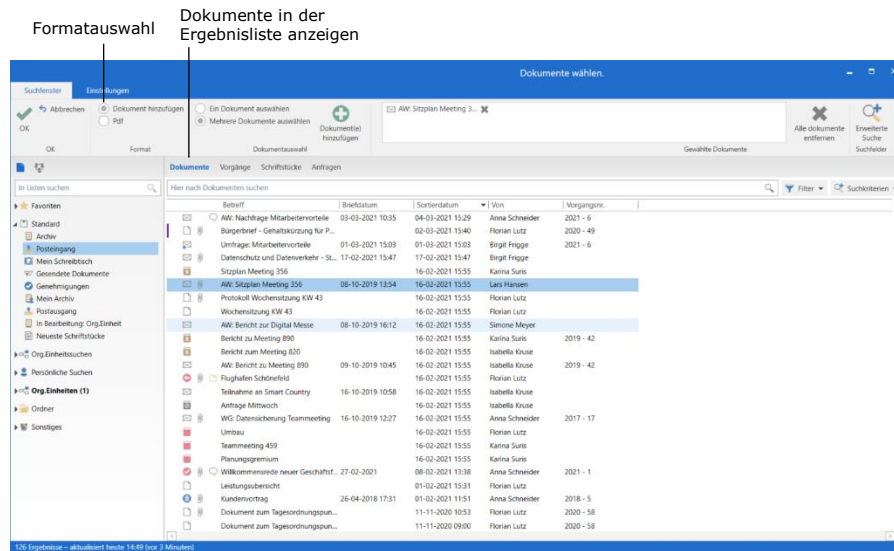 Dokumente in der
Formatauswahl Ergebnisliste anzeigen
Dokumente wählen.
Suchfenster Einstellungen
Abbrechen Dokument hinzufügen Ein Dokument auswählen AW: Sitzplan Meeting 3...
Pdf Mehrere Dokumente auswählen
OK Dokument(e) hinzufügen Alle dokumente entfernen Erweiterte Suche
OK Format Dokumentauswahl Gewählte Dokumente Suchfelder
Dokumente Vorgänge Schriftstücke Anfragen
In Listen suchen Hier nach Dokumenten suchen Filter Suchkriterien
Favoriten
Standard
Archiv
Posteingang
Mein Schreibtisch
Gesendete Dokumente
Genehmigungen
Mein Archiv
Postausgang
In Bearbeitung: Org.Einheit
Neueste Schriftstücke
Org.Einheitssuchen
Persönliche Suchen
Org.Einheiten (1)
Ordner
Sonstiges
Betreff Briefdatum Sortierdatum Von Vorgangsnr.
AW: Nachfrage Mitarbeitervorteile 03-03-2021 10:35 04-03-2021 15:29 Anna Schneider 2021 - 6
Bürgerbrief - Gehaltskürzung für P... 02-03-2021 15:40 Florian Lutz 2020 - 49
Umfrage: Mitarbeitervorteile 01-03-2021 15:03 01-03-2021 15:03 Birgit Frigge 2021 - 6
Datenschutz und Datenverkehr - St... 17-02-2021 15:47 17-02-2021 15:47 Birgit Frigge
Sitzplan Meeting 356 16-02-2021 15:55 Karina Suris
AW: Sitzplan Meeting 356 08-10-2019 13:54 16-02-2021 15:55 Lars Hansen
Protokoll Wochensitzung KW 43 16-02-2021 15:55 Florian Lutz
Wochensitzung KW 43 16-02-2021 15:55 Florian Lutz
AW: Bericht zur Digital Messe 08-10-2019 16:12 16-02-2021 15:55 Simone Meyer
Bericht zu Meeting 890 16-02-2021 15:55 Karina Suris 2019 - 42
Bericht zum Meeting 820 16-02-2021 15:55 Isabella Kruse
AW: Bericht zu Meeting 890 09-10-2019 10:45 16-02-2021 15:55 Isabella Kruse 2019 - 42
Flughafen Schönefeld 16-02-2021 15:55 Florian Lutz
Teilnahme an Smart Country 16-10-2019 10:58 16-02-2021 15:55 Isabella Kruse
Anfrage Mittwoch 16-02-2021 15:55 Isabella Kruse
WG: Datensicherung Teammeeting 16-10-2019 12:27 16-02-2021 15:55 Anna Schneider 2017 - 17
Umbau 16-02-2021 15:55 Florian Lutz
Teammeeting 459 16-02-2021 15:55 Karina Suris
Planungsgremium 16-02-2021 15:55 Karina Suris
Willkommensrede neuer Geschäftsf... 27-02-2021 08-02-2021 13:38 Anna Schneider 2021 - 1
Leistungsübersicht 01-02-2021 15:31 Florian Lutz
Kundenvortrag 26-04-2018 17:31 01-02-2021 11:51 Anna Schneider 2018 - 5
Dokument zum Tagesordnungspun... 11-11-2020 10:53 Florian Lutz 2020 - 58
Dokument zum Tagesordnungspun... 11-11-2020 09:00 Florian Lutz 2020 - 58
126 Ergebnisse – aktualisiert heute 14:49 (vor 3 Minuten)